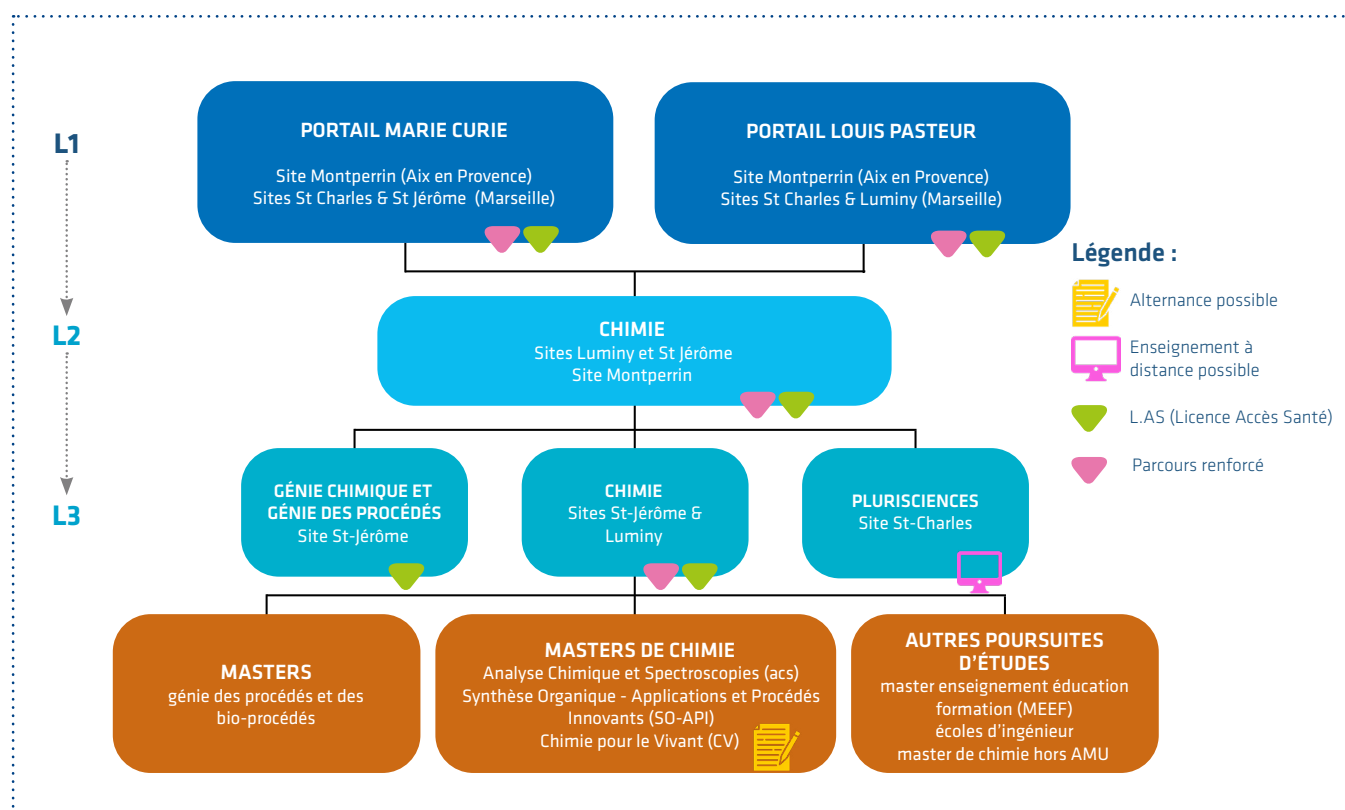 L1
PORTAIL MARIE CURIE
Site Montperrin (Aix en Provence)
Sites St Charles & St Jérôme (Marseille)
PORTAIL LOUIS PASTEUR
Site Montperrin (Aix en Provence)
Sites St Charles & Luminy (Marseille)
Légende :
Alternance possible
Enseignement à
distance possible
L.AS (Licence Accès Santé)
Parcours renforcé
L2
CHIMIE
Sites Luminy et St Jérôme
Site Montperrin
L3
GÉNIE CHIMIQUE ET
GÉNIE DES PROCÉDÉS
Site St-Jérôme
CHIMIE
Sites St-Jérôme &
Luminy
PLURISCIENCES
Site St-Charles
MASTERS
génie des procédés et des
bio-procédés
MASTERS DE CHIMIE
Analyse Chimique et Spectroscopies (acs)
Synthèse Organique - Applications et Procédés
Innovants (SO-API)
Chimie pour le Vivant (CV)
AUTRES POURSUITES
D'ÉTUDES
master enseignement éducation
formation (MEEF)
écoles d'ingénieur
master de chimie hors AMU